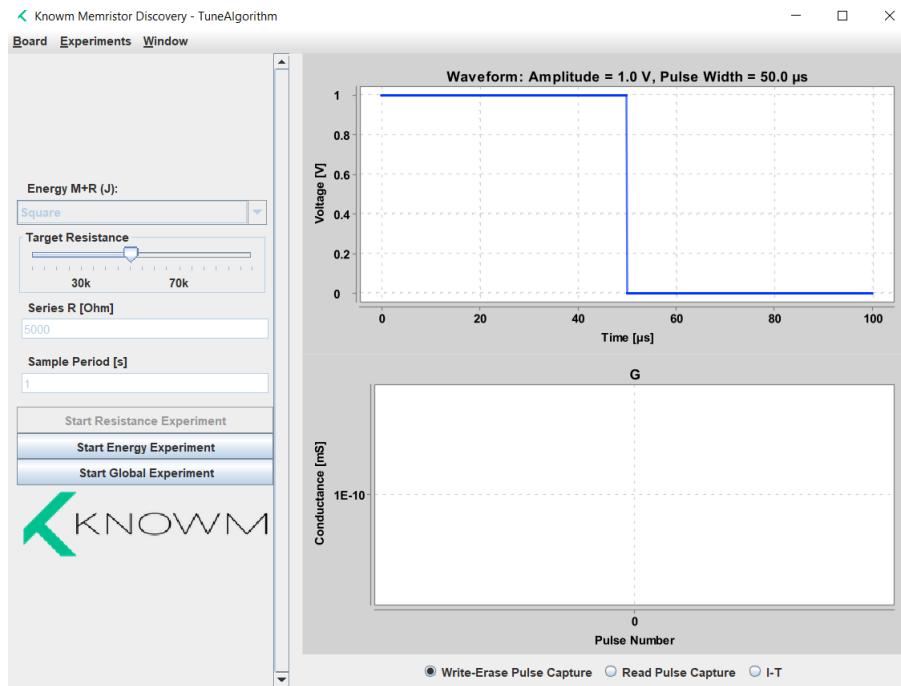 Knowm Memristor Discovery - TuneAlgorithm
Board Experiments Window
Energy M+R (J):
Square
Target Resistance
30k 70k
Series R [Ohm]
5000
Sample Period [s]
1
Start Resistance Experiment
Start Energy Experiment
Start Global Experiment
KNOWM
Waveform: Amplitude = 1.0 V, Pulse Width = 50.0 µs
Voltage [V]
1
0.8
0.6
0.4
0.2
0
0 20 40 60 80 100
Time [µs]
G
Conductance [mS]
1E-10
0
Pulse Number
Write-Erase Pulse Capture Read Pulse Capture I-T